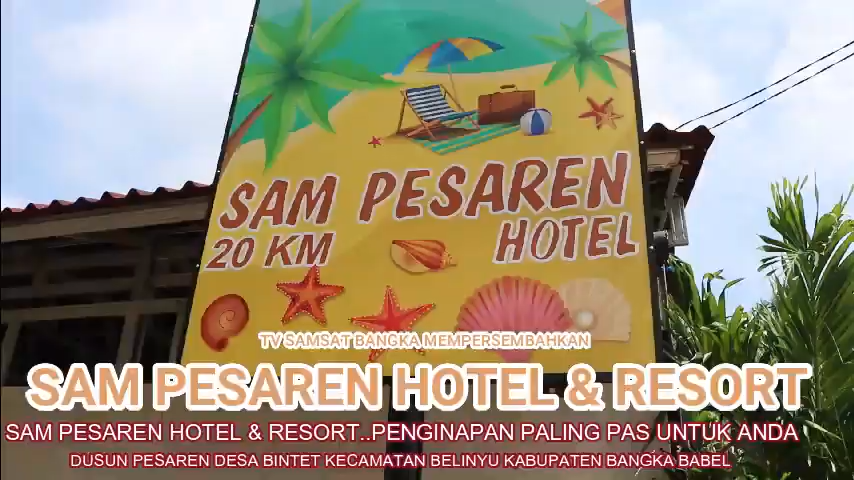 SAM PESAREN
20 KM HOTEL
TV SAMSAT BANGKA MEMPERSEMBAHKAN
SAM PESAREN HOTEL & RESORT
SAM PESAREN HOTEL & RESORT..PENGINAPAN PALING PAS UNTUK ANDA
DUSUN PESAREN DESA BINTET KECAMATAN BELINYU KABUPATEN BANGKA BABEL